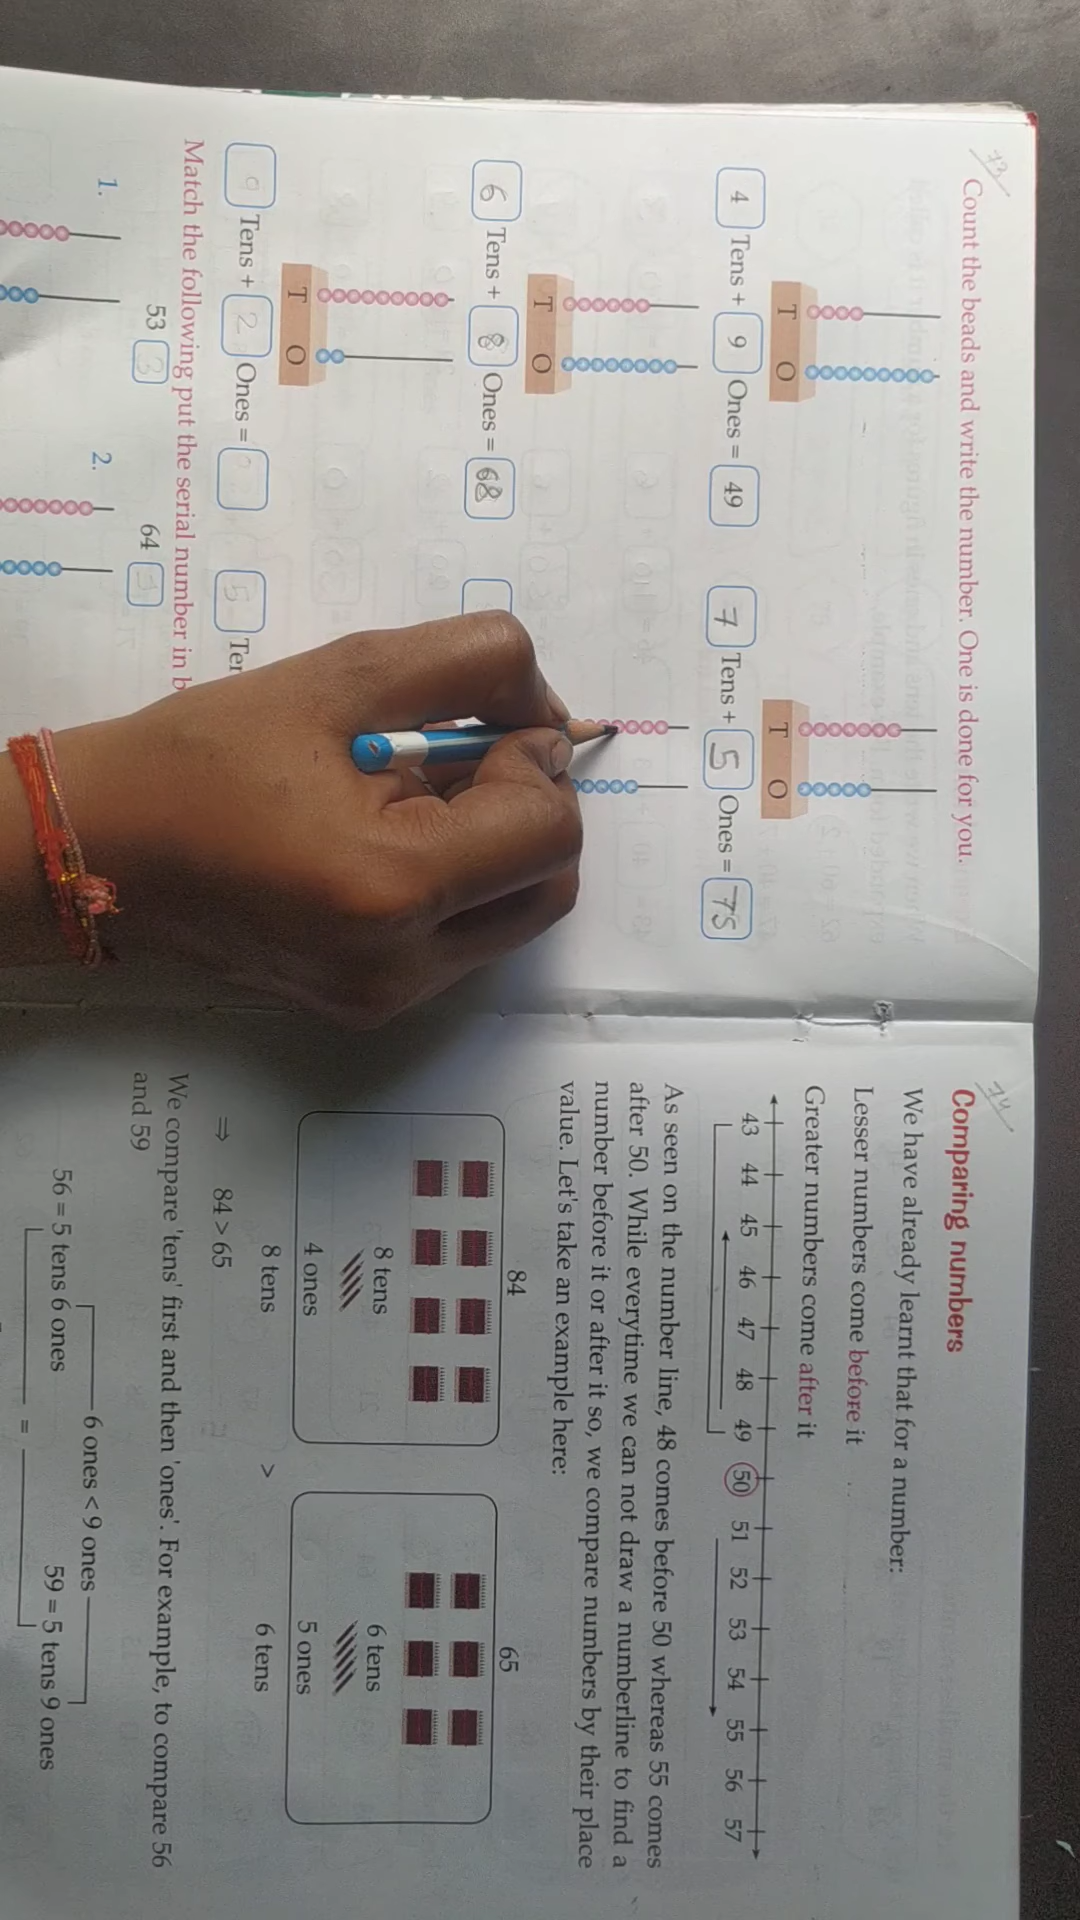 73
Count the beads and write the number. One is done for you.
T O
T O
4 Tens + 9 Ones = 49
7 Tens + 5 Ones = 75
T O
6 Tens + 8 Ones = 68
T O
9 Tens + 2 Ones =
5
Match the following put the serial number in
53 3
64
1.
2.
74
Comparing numbers
We have already learnt that for a number:
Lesser numbers come before it
Greater numbers come after it
43 44 45 46 47 48 49 50 51 52 53 54 55 56 57
As seen on the number line, 48 comes before 50 whereas 55 comes
after 50. While everytime we can not draw a numberline to find a
number before it or after it so, we compare numbers by their place
value. Let's take an example here:
84 65
8 tens 6 tens
4 ones 5 ones
8 tens > 6 tens
⇒ 84 > 65
We compare 'tens' first and then 'ones'. For example, to compare 56
and 59
6 ones < 9 ones
56 = 5 tens 6 ones 59 = 5 tens 9 ones
=